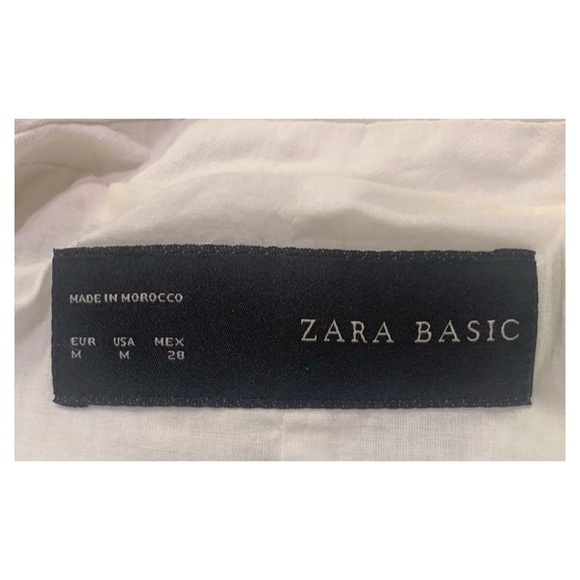 MADE IN MOROCCO
EUR USA MEX
M M 28
ZARA BASIC